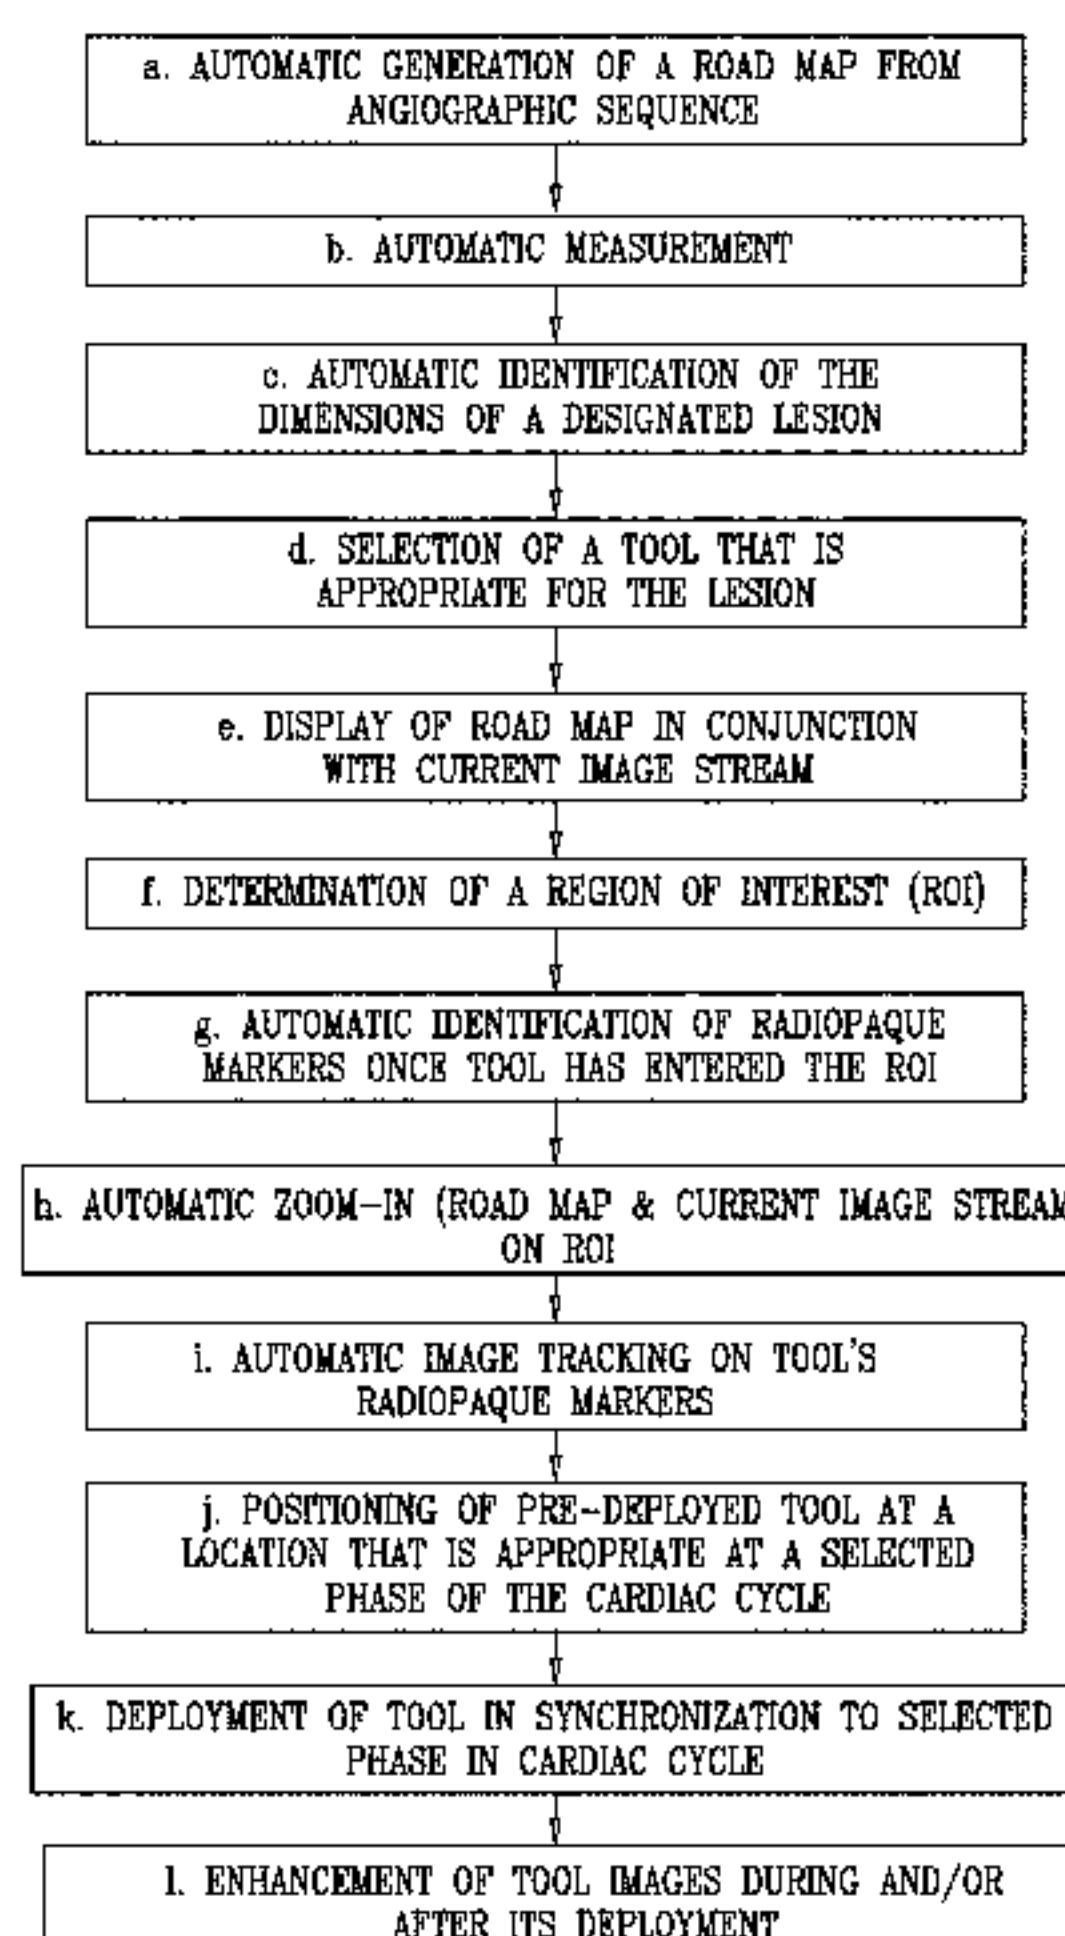 a. AUTOMATIC GENERATION OF A ROAD MAP FROM
ANGIOGRAPHIC SEQUENCE
b. AUTOMATIC MEASUREMENT
c. AUTOMATIC IDENTIFICATION OF THE
DIMENSIONS OF A DESIGNATED LESION
d. SELECTION OF A TOOL THAT IS
APPROPRIATE FOR THE LESION
e. DISPLAY OF ROAD MAP IN CONJUNCTION
WITH CURRENT IMAGE STREAM
f. DETERMINATION OF A REGION OF INTEREST (ROI)
g. AUTOMATIC IDENTIFICATION OF RADIOPAQUE
MARKERS ONCE TOOL HAS ENTERED THE ROI
h. AUTOMATIC ZOOM-IN (ROAD MAP & CURRENT IMAGE STREAM
ON ROI
i. AUTOMATIC IMAGE TRACKING ON TOOL'S
RADIOPAQUE MARKERS
j. POSITIONING OF PRE-DEPLOYED TOOL AT A
LOCATION THAT IS APPROPRIATE AT A SELECTED
PHASE OF THE CARDIAC CYCLE
k. DEPLOYMENT OF TOOL IN SYNCHRONIZATION TO SELECTED
PHASE IN CARDIAC CYCLE
l. ENHANCEMENT OF TOOL IMAGES DURING AND/OR
AFTER ITS DEPLOYMENT